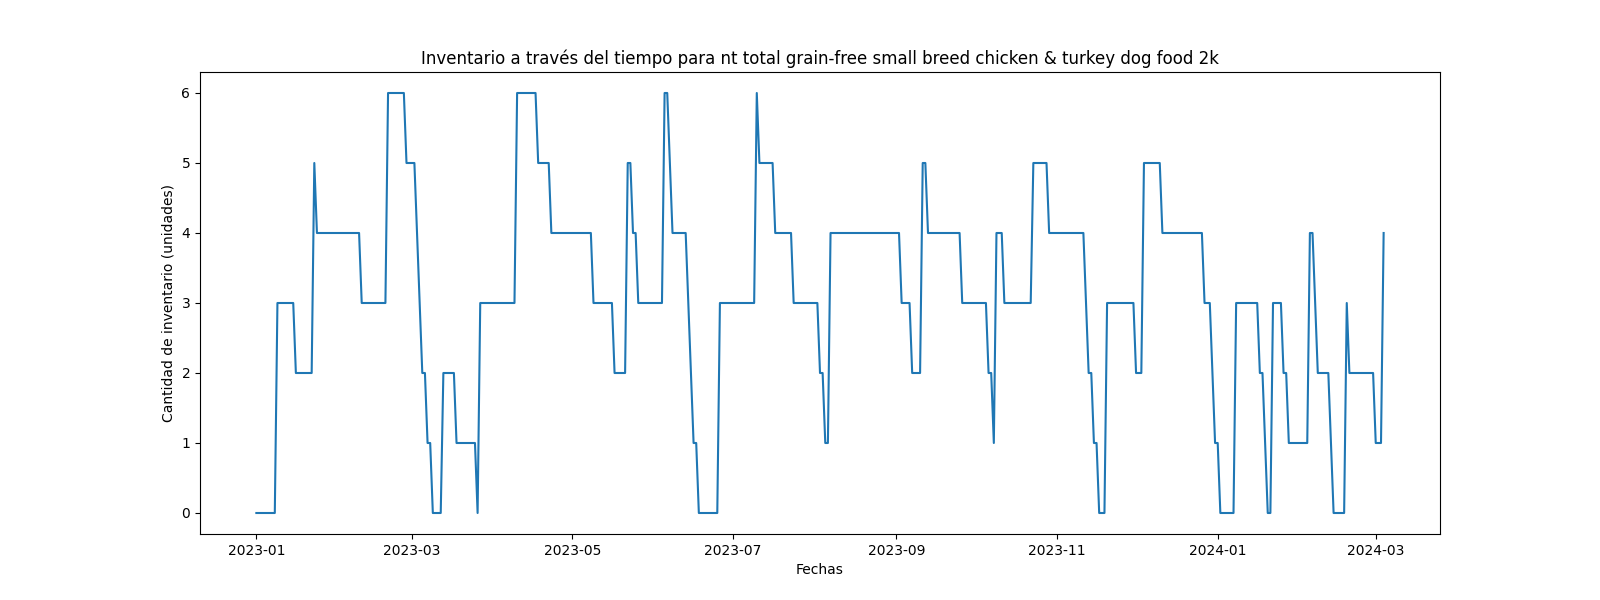 Inventario a través del tiempo para nt total grain-free small breed chicken & turkey dog food 2k
Cantidad de inventario (unidades)
6
5
4
3
2
1
0
2023-01 2023-03 2023-05 2023-07 2023-09 2023-11 2024-01 2024-03
Fechas